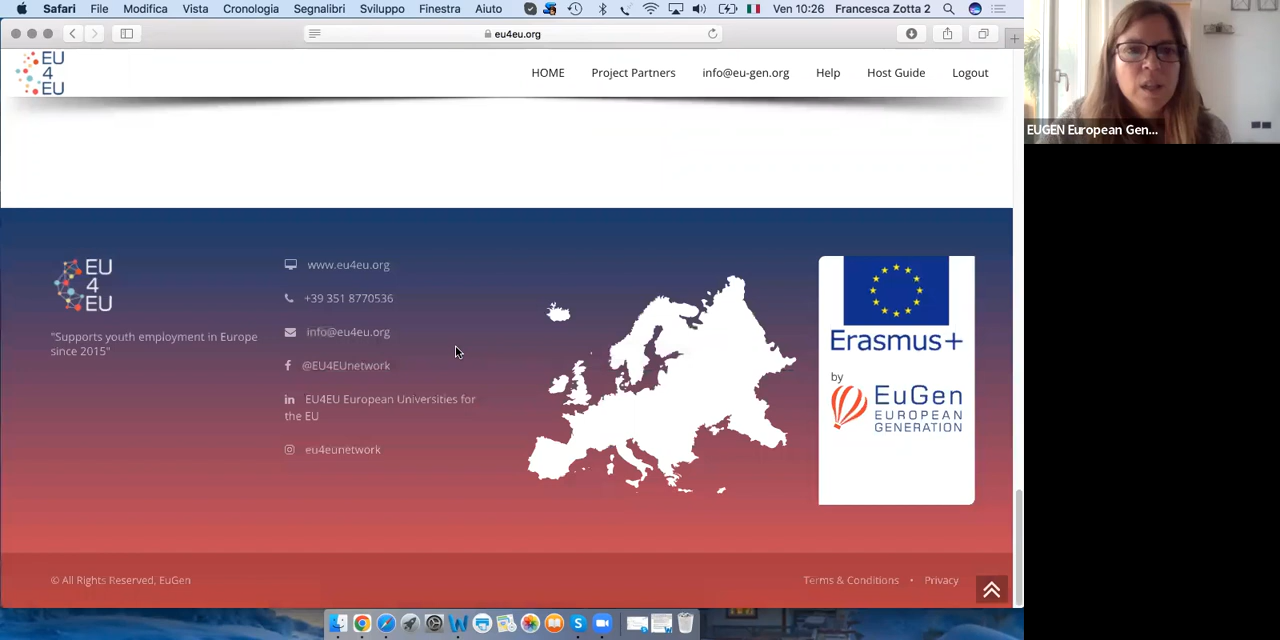 Safari File Modifica Vista Cronologia Segnalibri Sviluppo Finestra Aiuto Ven 10:26 Francesca Zotta 2
eu4eu.org
EU
4
EU
HOME Project Partners info@eu-gen.org Help Host Guide Logout
EUGEN European Gen...
EU
4
EU
"Supports youth employment in Europe
since 2015"
www.eu4eu.org
+39 351 8770536
info@eu4eu.org
@EU4EUnetwork
EU4EU European Universities for
the EU
eu4eunetwork
Erasmus+
by
EuGen
EUROPEAN
GENERATION
© All Rights Reserved, EuGen
Terms & Conditions • Privacy